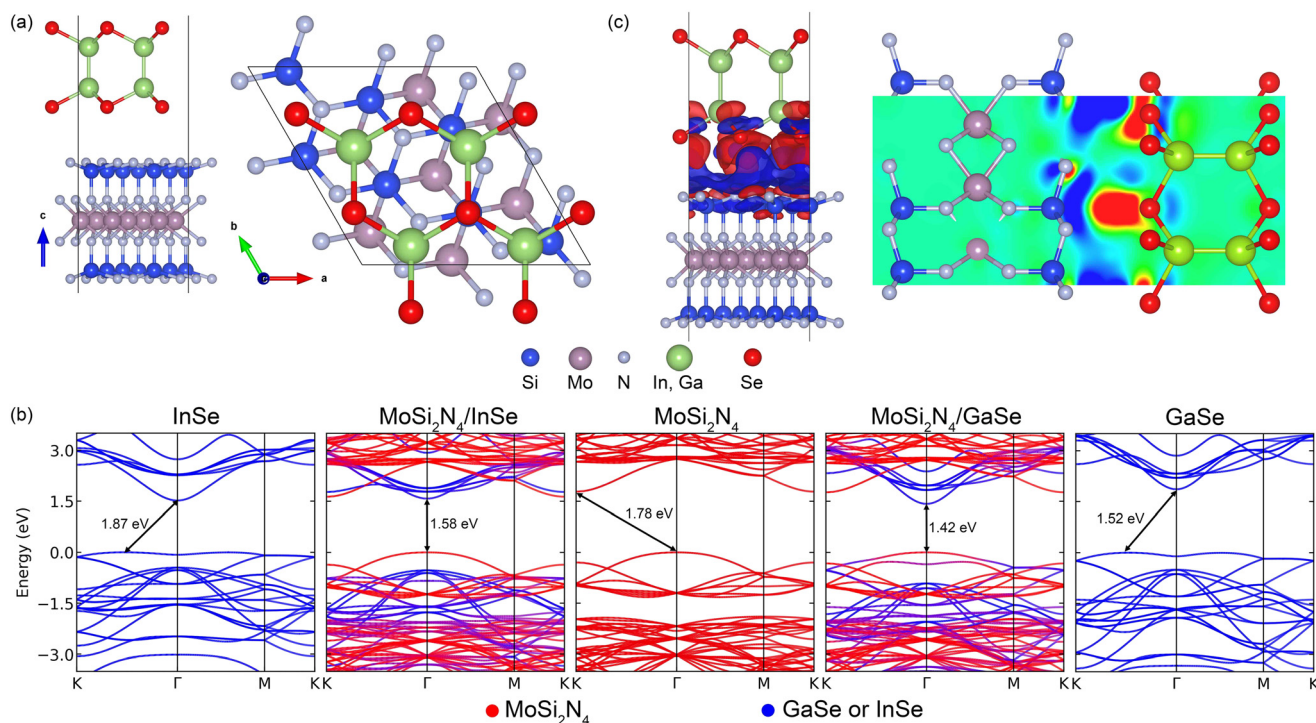 (a)
c
b
a
(c)
Si Mo N In, Ga Se
(b)
InSe MoSi2N4/InSe MoSi2N4 MoSi2N4/GaSe GaSe
Energy (eV)
3.0
1.5
0.0
−1.5
−3.0
1.87 eV
1.58 eV
1.78 eV
1.42 eV
1.52 eV
K Γ M K K Γ M K K Γ M K K Γ M K K Γ M K
MoSi2N4 GaSe or InSe